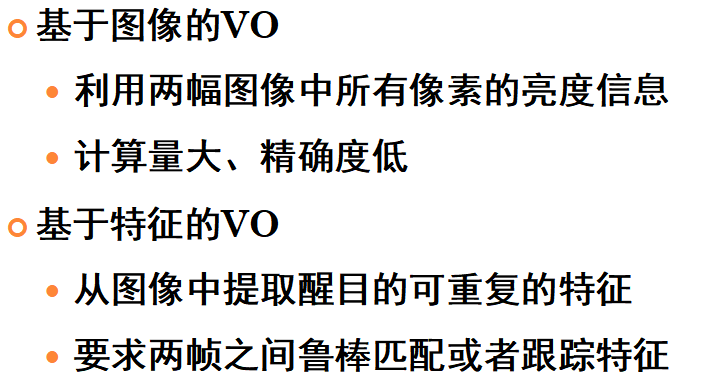 基于图像的VO
利用两幅图像中所有像素的亮度信息
计算量大、精确度低
基于特征的VO
从图像中提取醒目的可重复的特征
要求两帧之间鲁棒匹配或者跟踪特征